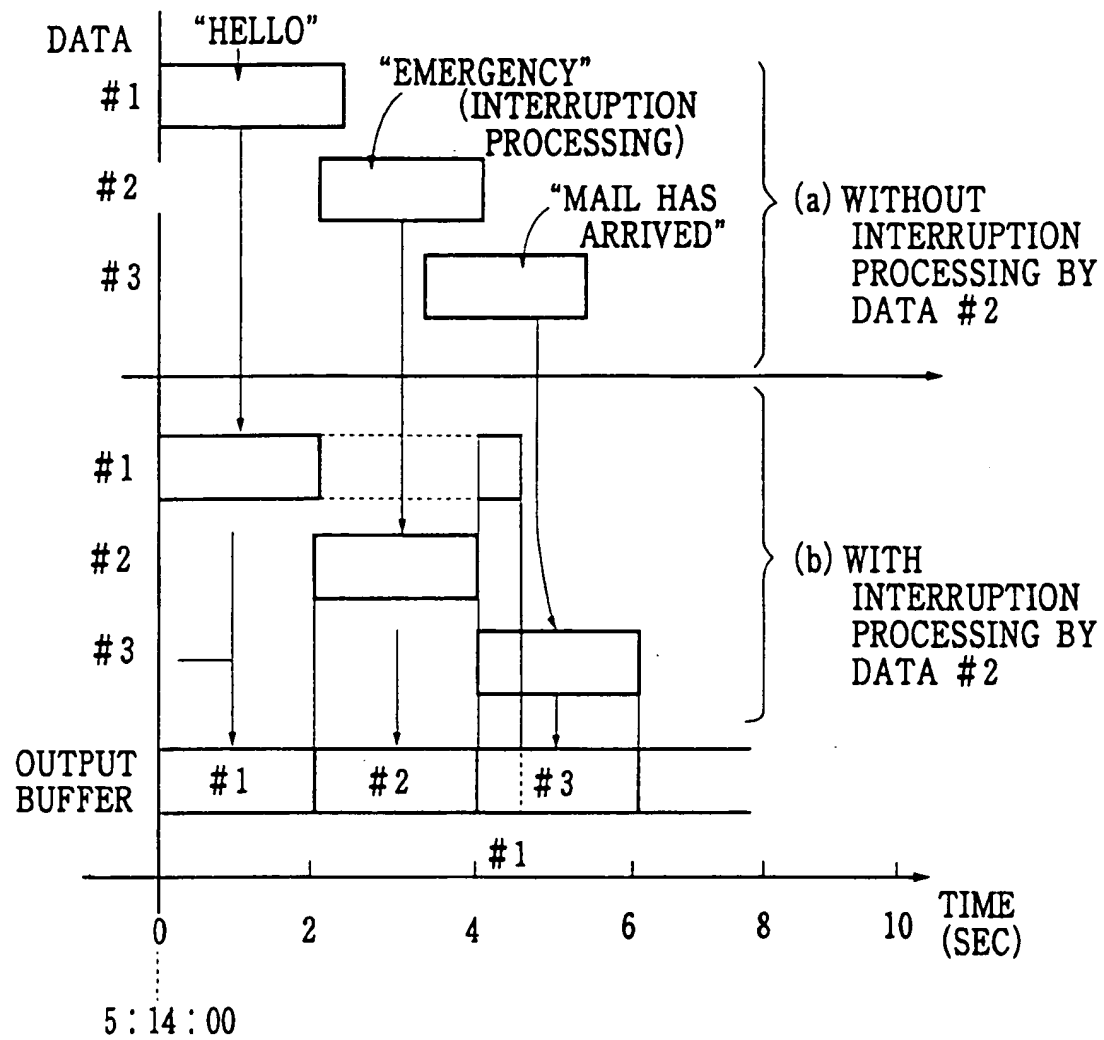 DATA
"HELLO"
#1
"EMERGENCY"
(INTERRUPTION
PROCESSING)
#2
"MAIL HAS
ARRIVED"
#3
(a) WITHOUT
INTERRUPTION
PROCESSING BY
DATA #2
#1
#2
#3
(b) WITH
INTERRUPTION
PROCESSING BY
DATA #2
OUTPUT
BUFFER
#1
#2
#3
#1
0
2
4
6
8
10
TIME
(SEC)
5:14:00